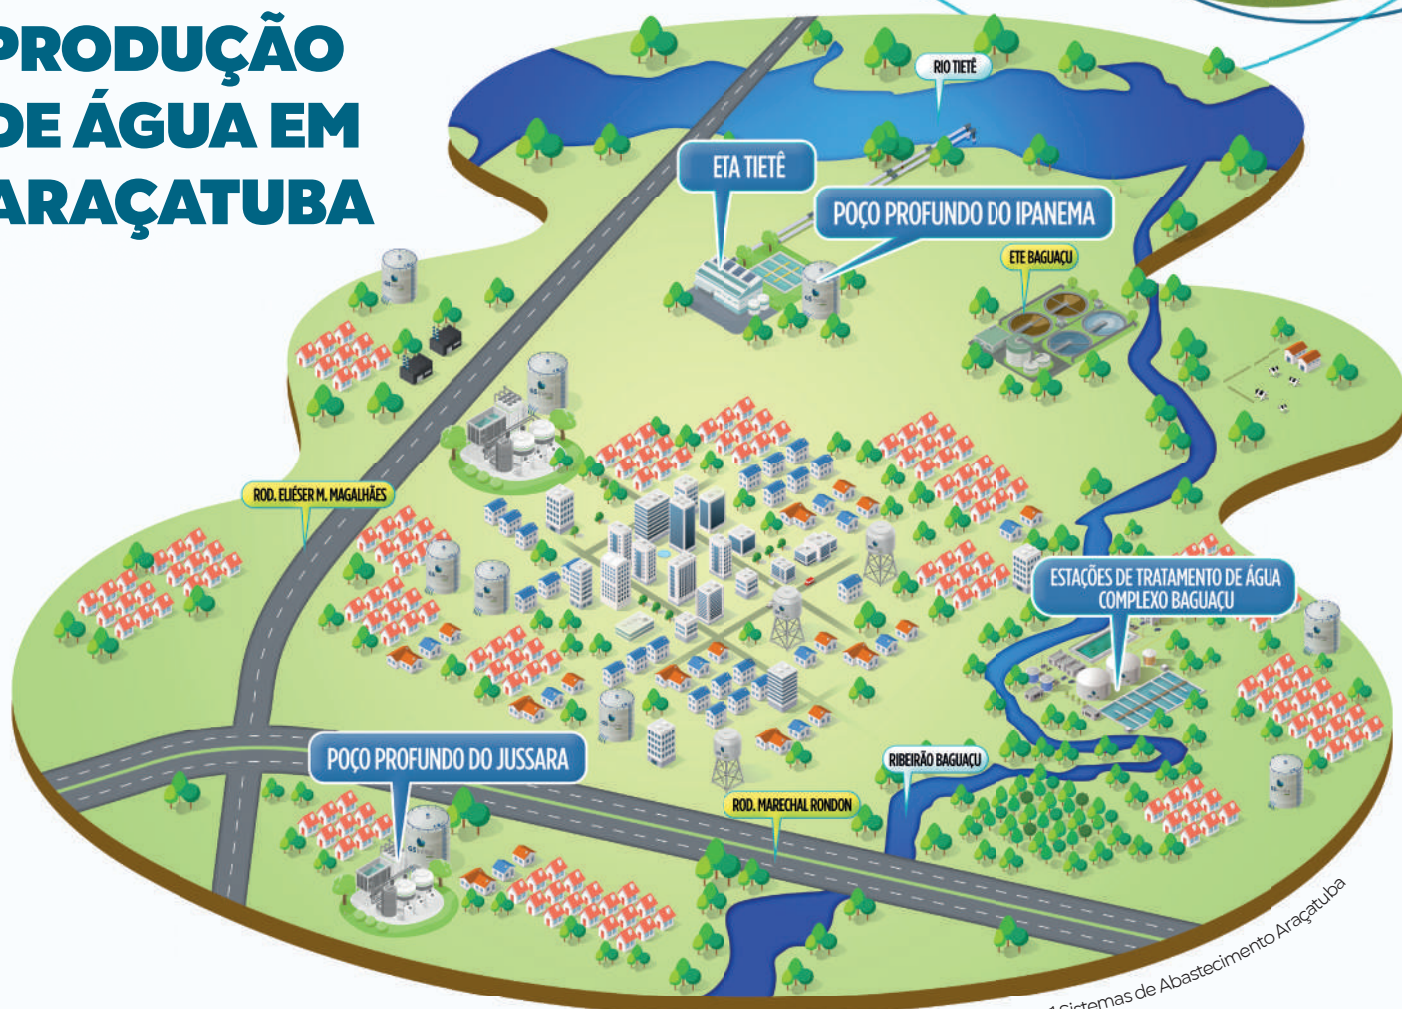 PRODUÇÃO
DE ÁGUA EM
ARAÇATUBA
RIO TIETÊ
ETA TIETÊ
POÇO PROFUNDO DO IPANEMA
ETE BAGUAÇU
ROD. ELIÉSER M. MAGALHÃES
ESTAÇÕES DE TRATAMENTO DE ÁGUA
COMPLEXO BAGUAÇU
POÇO PROFUNDO DO JUSSARA
RIBEIRÃO BAGUAÇU
ROD. MARECHAL RONDON
Sistemas de Abastecimento Araçatuba